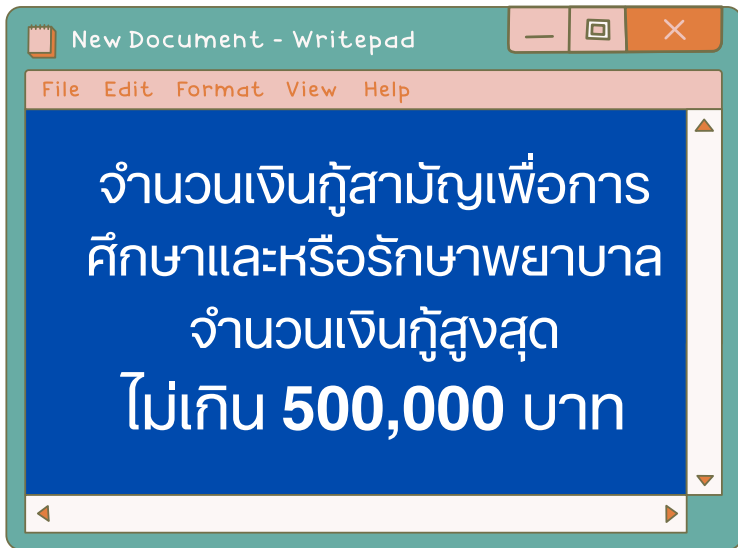 New Document - Writepad
File Edit Format View Help
จำนวนเงินกู้สามัญเพื่อการ
ศึกษาและหรือรักษาพยาบาล
จำนวนเงินกู้สูงสุด
ไม่เกิน 500,000 บาท